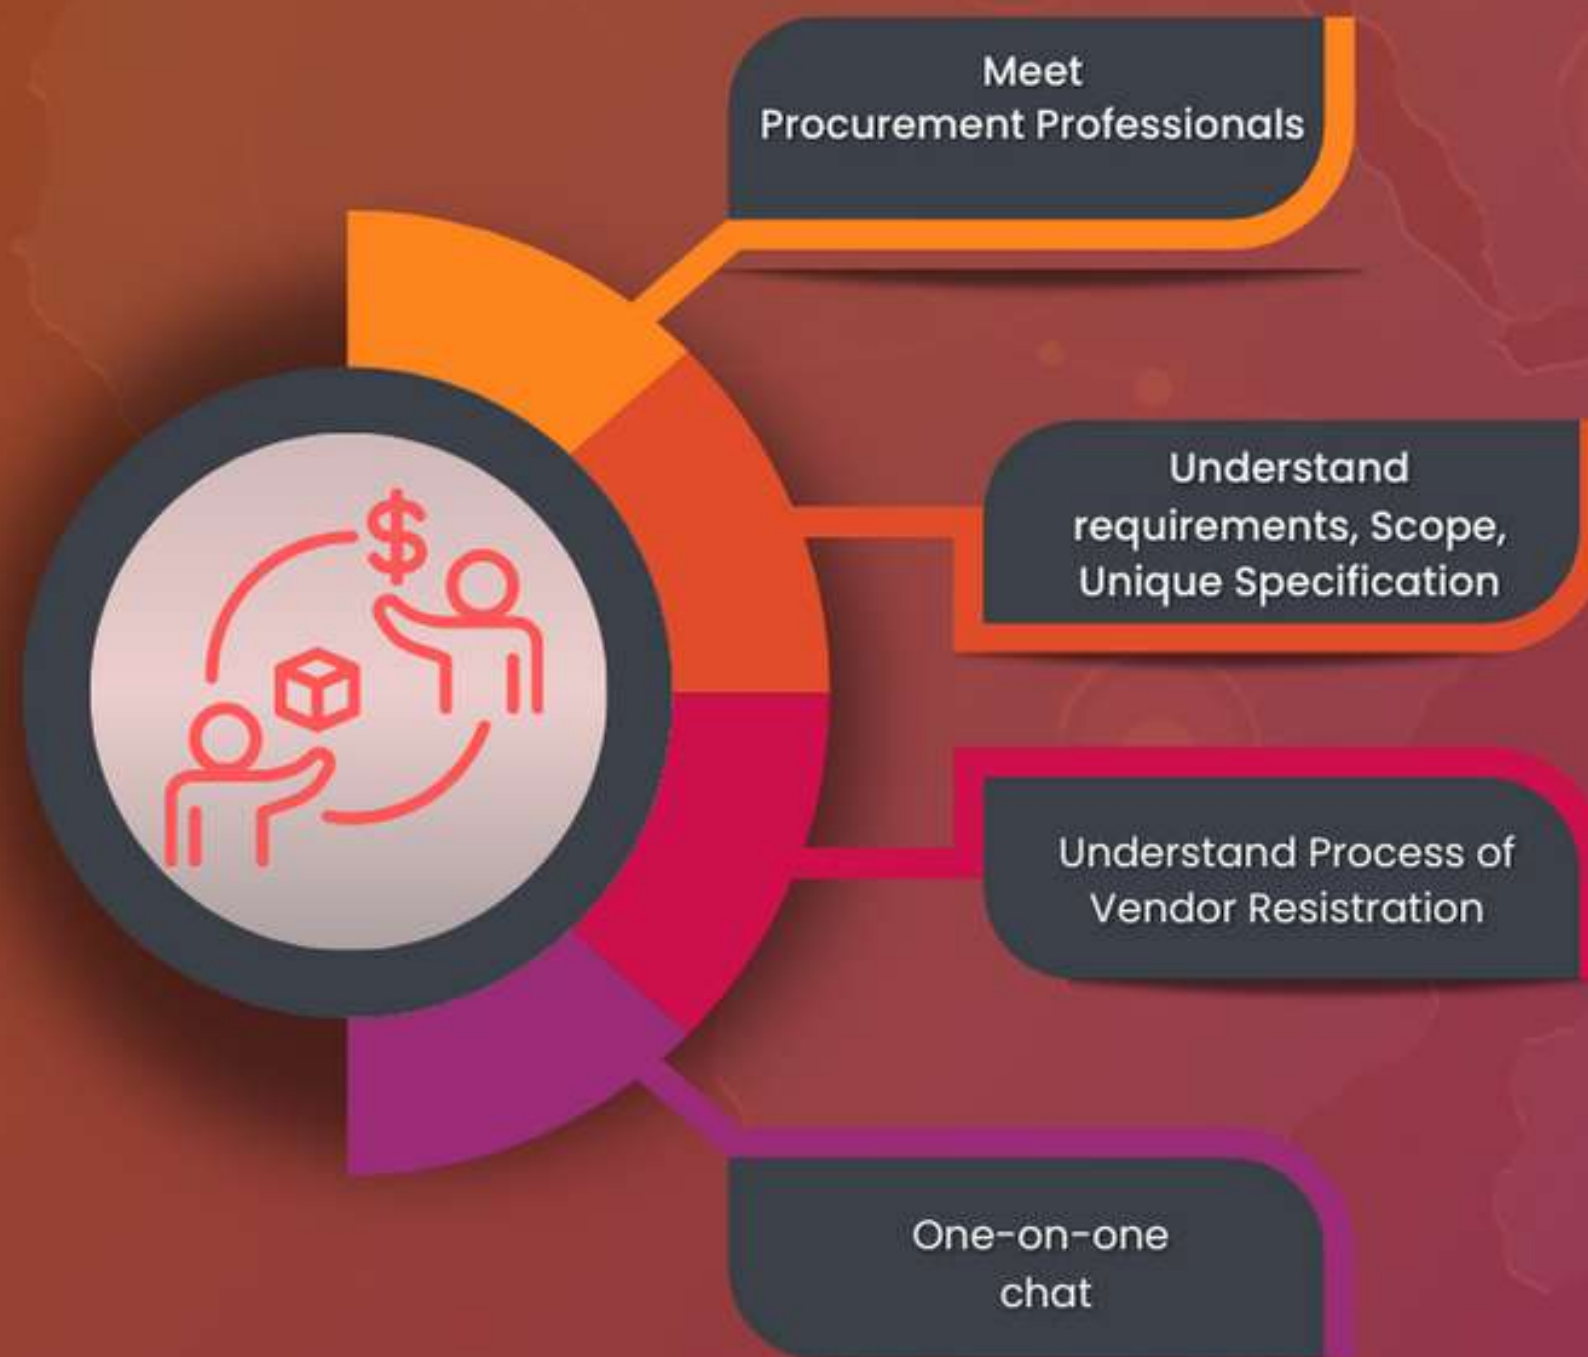 Meet
Procurement Professionals
Understand
requirements, Scope,
Unique Specification
Understand Process of
Vendor Resistration
One-on-one
chat